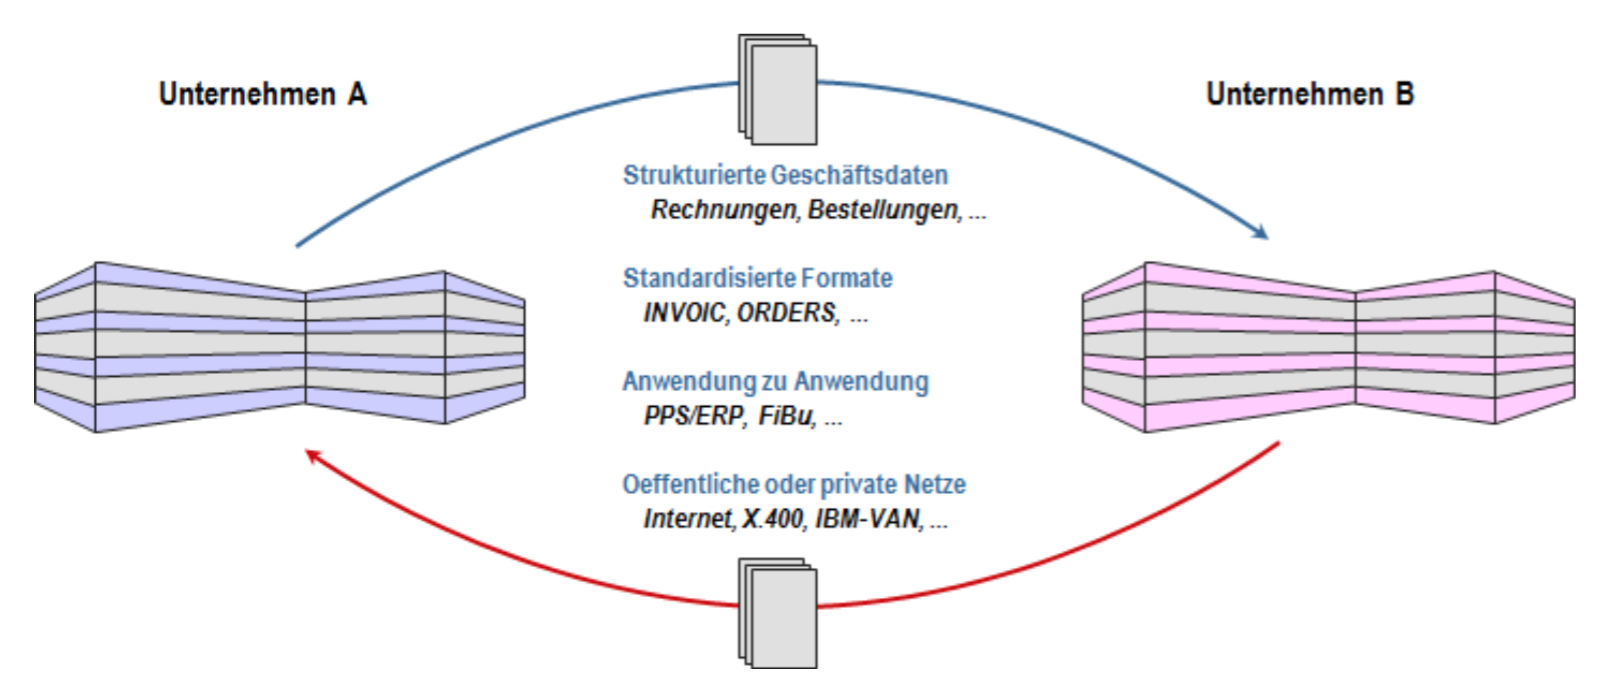 Unternehmen A
Unternehmen B
Strukturierte Geschäftsdaten
Rechnungen, Bestellungen, ...
Standardisierte Formate
INVOIC, ORDERS, ...
Anwendung zu Anwendung
PPS/ERP, FiBu, ...
Oeffentliche oder private Netze
Internet, X.400, IBM-VAN, ...